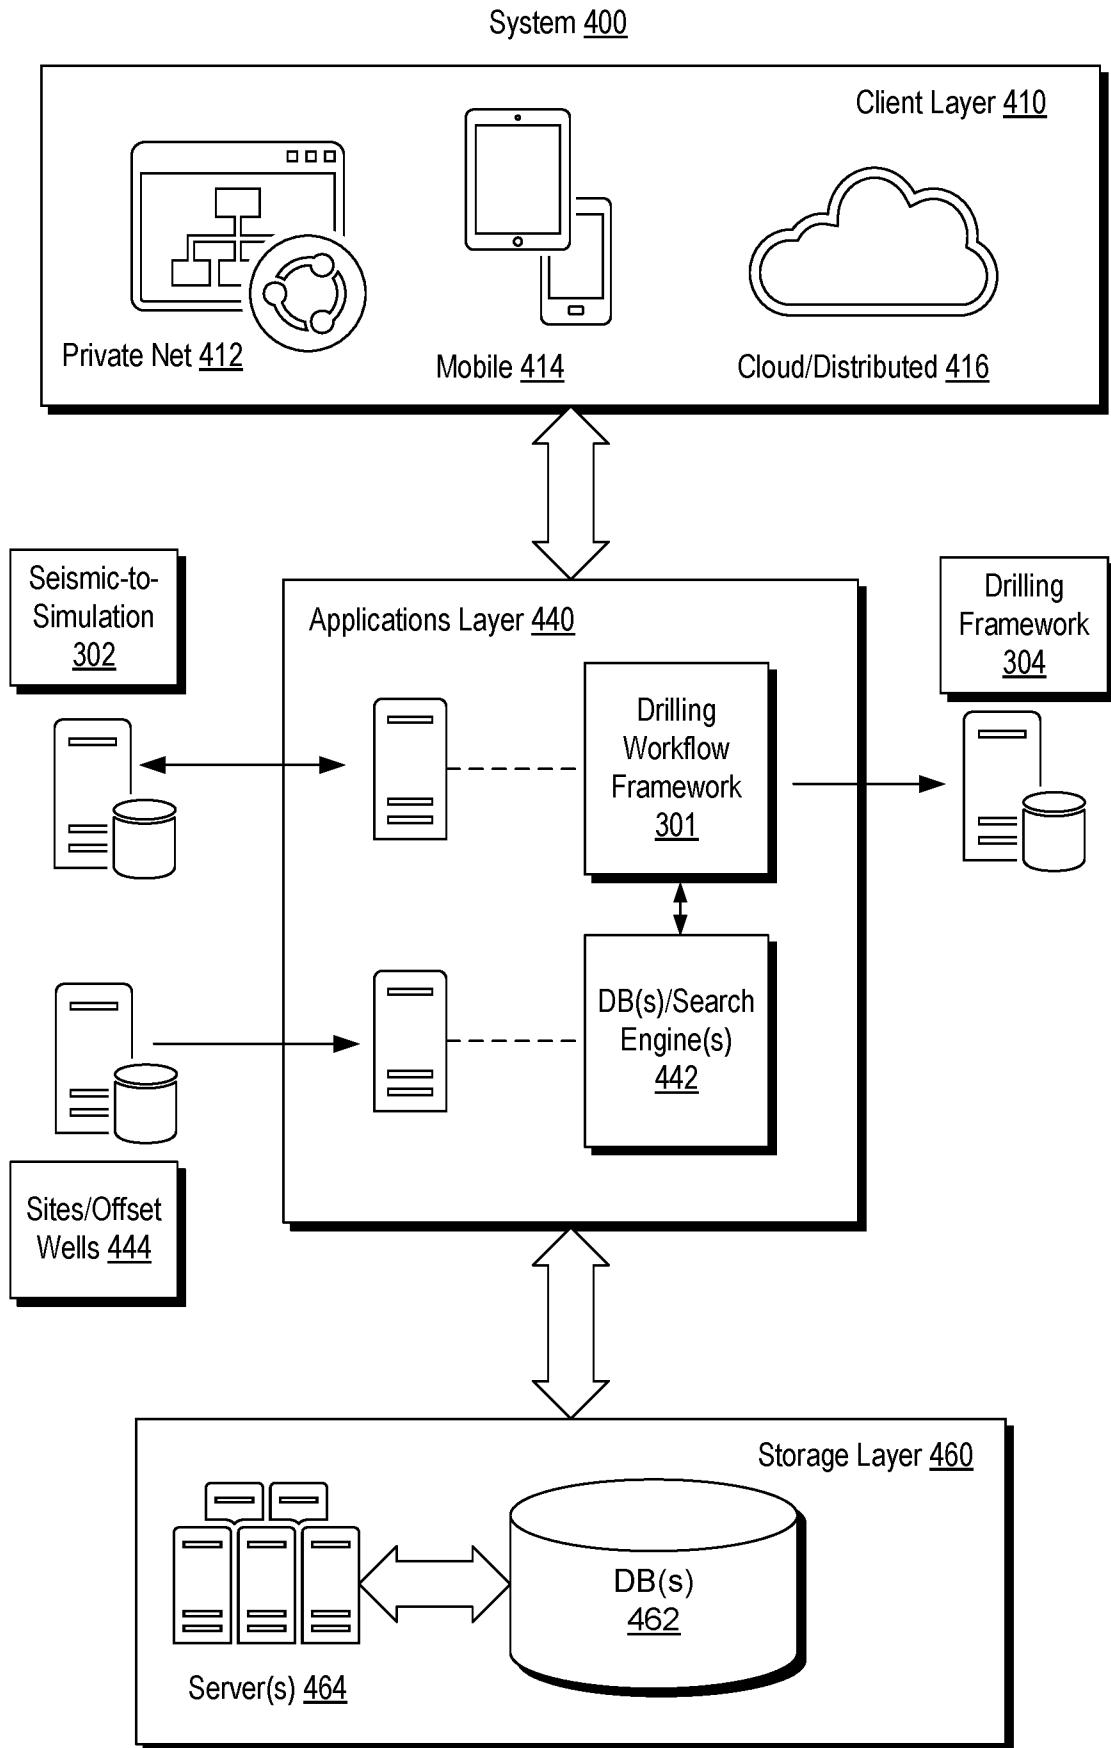 System 400
Client Layer 410
Private Net 412
Mobile 414
Cloud/Distributed 416
Seismic-to-
Simulation
302
Drilling
Framework
304
Applications Layer 440
Drilling
Workflow
Framework
301
DB(s)/Search
Engine(s)
442
Sites/Offset
Wells 444
Storage Layer 460
DB(s)
462
Server(s) 464